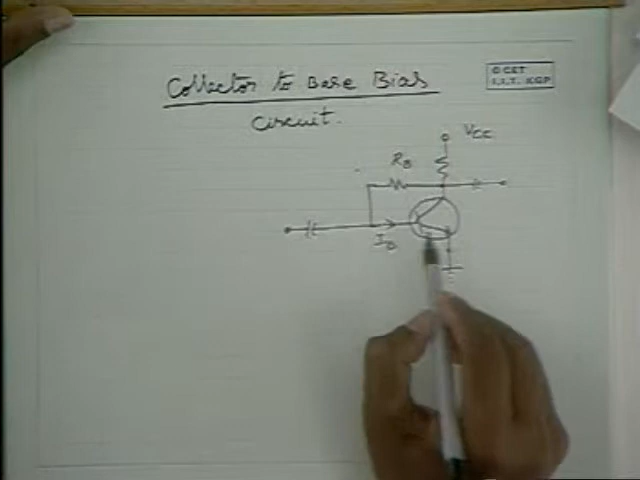 Collector to Base Bias
Circuit.
© CET
I.I.T. KGP
VCC
RB
IB